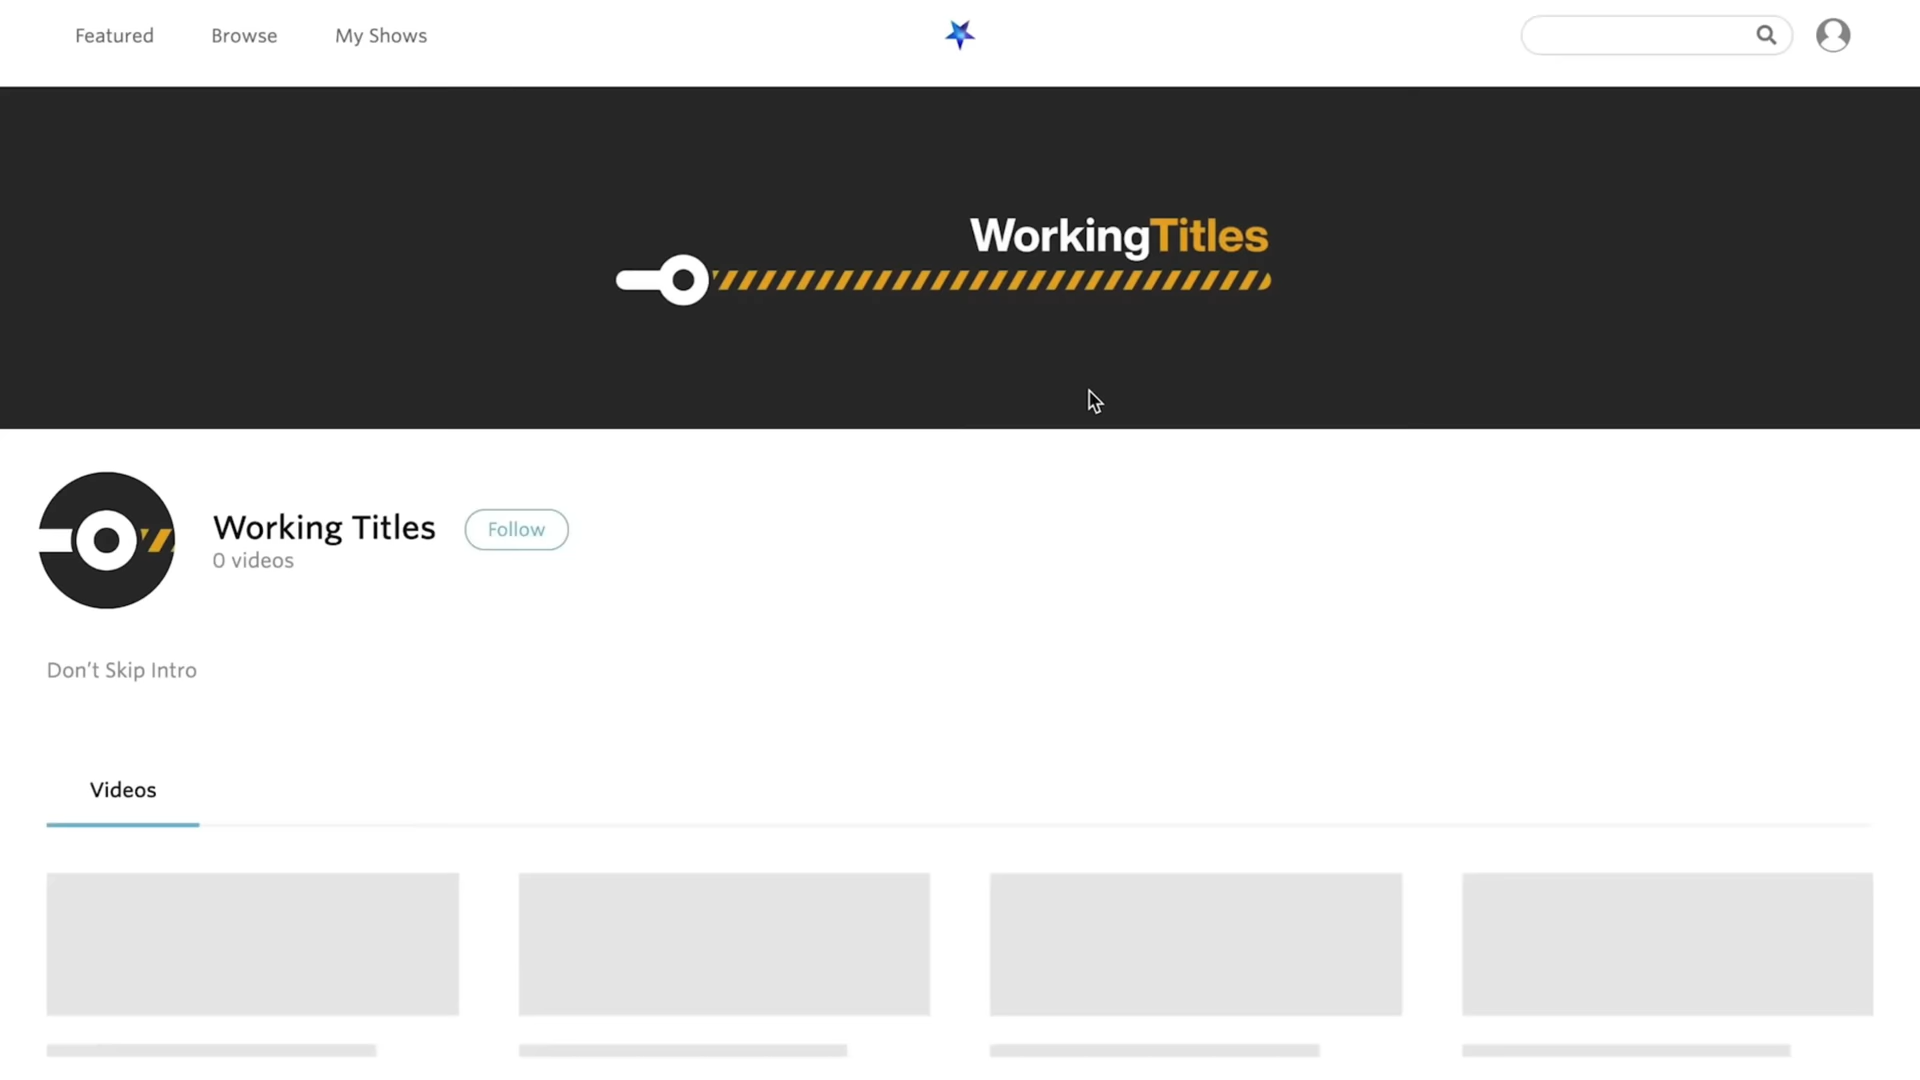 Featured
Browse
My Shows
WorkingTitles
Working Titles
Follow
0 videos
Don’t Skip Intro
Videos